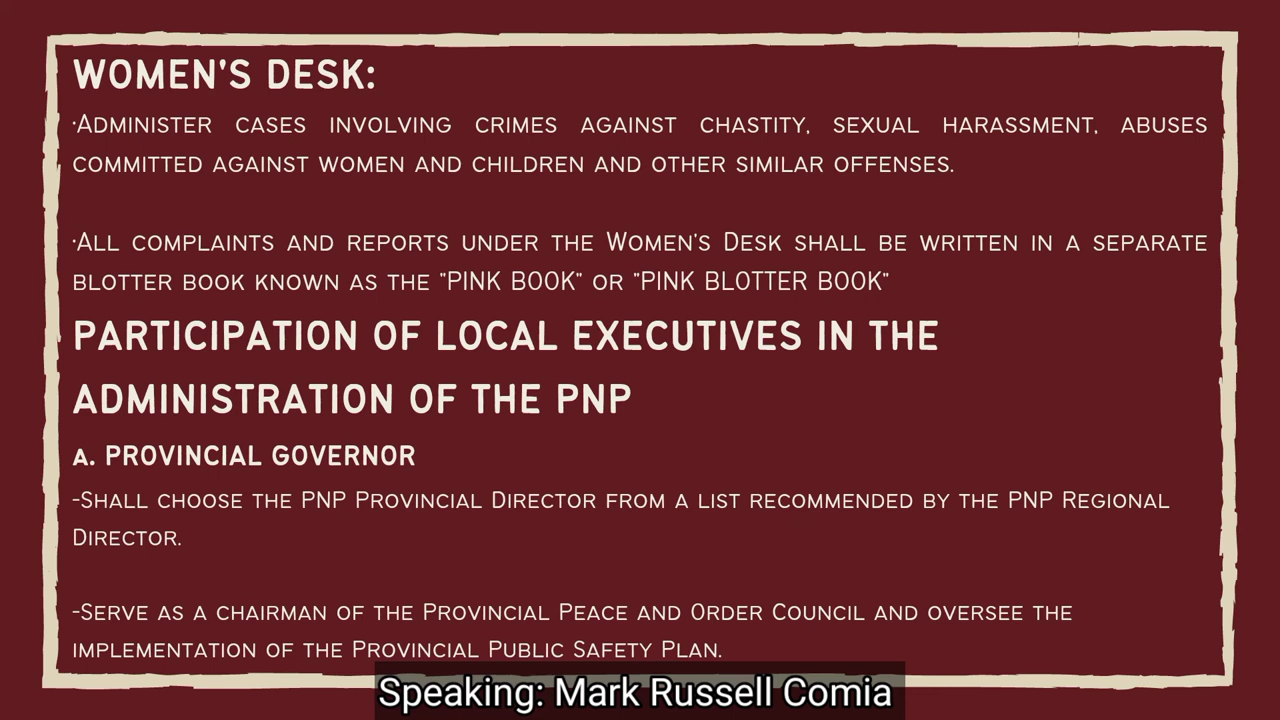 WOMEN'S DESK:
·ADMINISTER CASES INVOLVING CRIMES AGAINST CHASTITY, SEXUAL HARASSMENT, ABUSES
COMMITTED AGAINST WOMEN AND CHILDREN AND OTHER SIMILAR OFFENSES.
·ALL COMPLAINTS AND REPORTS UNDER THE WOMEN'S DESK SHALL BE WRITTEN IN A SEPARATE
BLOTTER BOOK KNOWN AS THE "PINK BOOK" OR "PINK BLOTTER BOOK"
PARTICIPATION OF LOCAL EXECUTIVES IN THE
ADMINISTRATION OF THE PNP
A. PROVINCIAL GOVERNOR
-SHALL CHOOSE THE PNP PROVINCIAL DIRECTOR FROM A LIST RECOMMENDED BY THE PNP REGIONAL
DIRECTOR.
-SERVE AS A CHAIRMAN OF THE PROVINCIAL PEACE AND ORDER COUNCIL AND OVERSEE THE
IMPLEMENTATION OF THE PROVINCIAL PUBLIC SAFETY PLAN.
Speaking: Mark Russell Comia